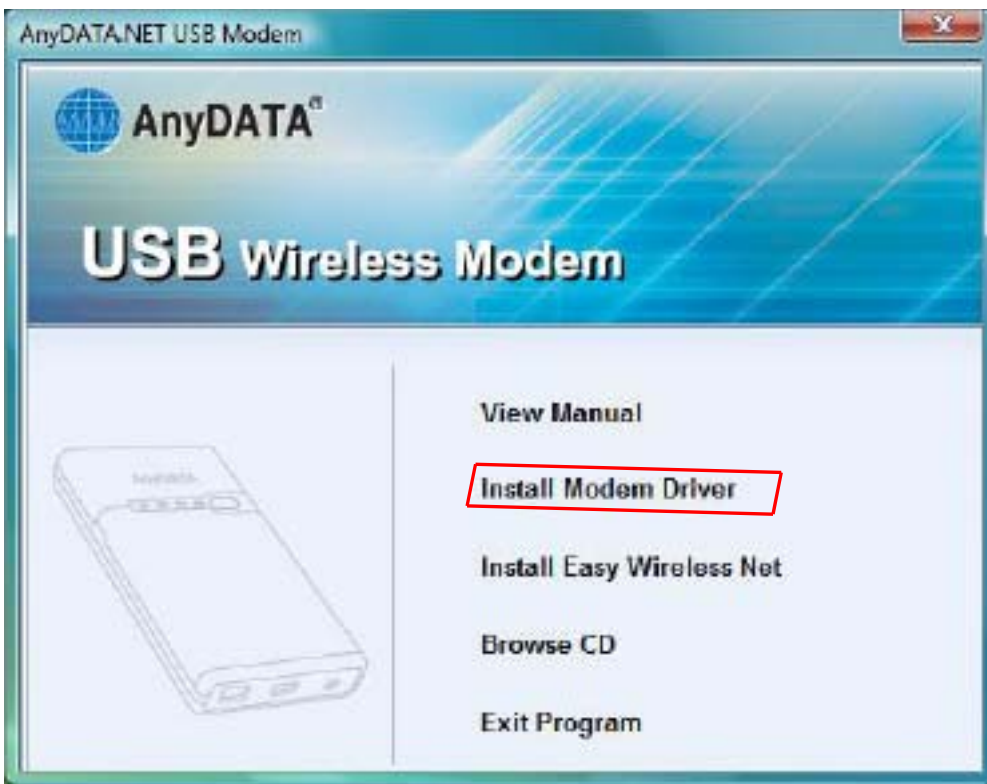 AnyDATA.NET USB Modem
AnyDATA®
USB Wireless Modem
View Manual
Install Modem Driver
Install Easy Wireless Net
Browse CD
Exit Program